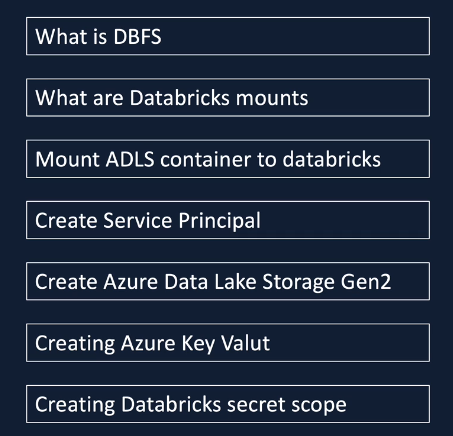 What is DBFS
What are Databricks mounts
Mount ADLS container to databricks
Create Service Principal
Create Azure Data Lake Storage Gen2
Creating Azure Key Valut
Creating Databricks secret scope